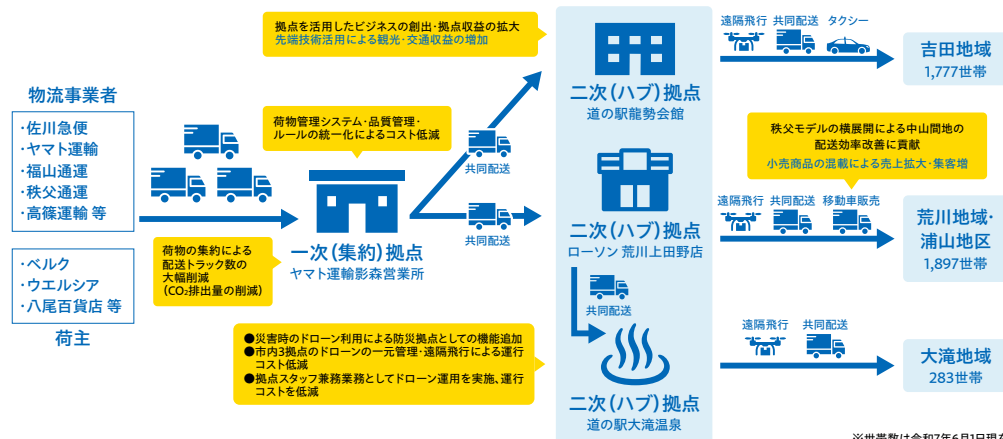 物流事業者
・佐川急便
・ヤマト運輸
・福山通運
・秩父通運
・高篠運輸 等
・ベルク
・ウエルシア
・八尾百貨店 等
荷主
荷物の集約による
配送トラック数の
大幅削減
(CO₂排出量の削減)
荷物管理システム・品質管理・
ルールの統一化によるコスト低減
一次(集約)拠点
ヤマト運輸影森営業所
拠点を活用したビジネスの創出・拠点収益の拡大
先端技術活用による観光・交通収益の増加
共同配送
共同配送
●災害時のドローン利用による防災拠点としての機能追加
●市内3拠点のドローンの一元管理・遠隔飛行による運行
コスト低減
●拠点スタッフ兼務業務としてドローン運用を実施、運行
コストを低減
二次(ハブ)拠点
道の駅龍勢会館
二次(ハブ)拠点
ローソン 荒川上田野店
共同配送
二次(ハブ)拠点
道の駅大滝温泉
遠隔飛行 共同配送 タクシー
吉田地域
1,777世帯
秩父モデルの横展開による中山間地の
配送効率改善に貢献
小売商品の混載による売上拡大・集客増
遠隔飛行 共同配送 移動車販売
荒川地域・
浦山地区
1,897世帯
遠隔飛行 共同配送
大滝地域
283世帯
※世帯数は令和7年6月1日現在